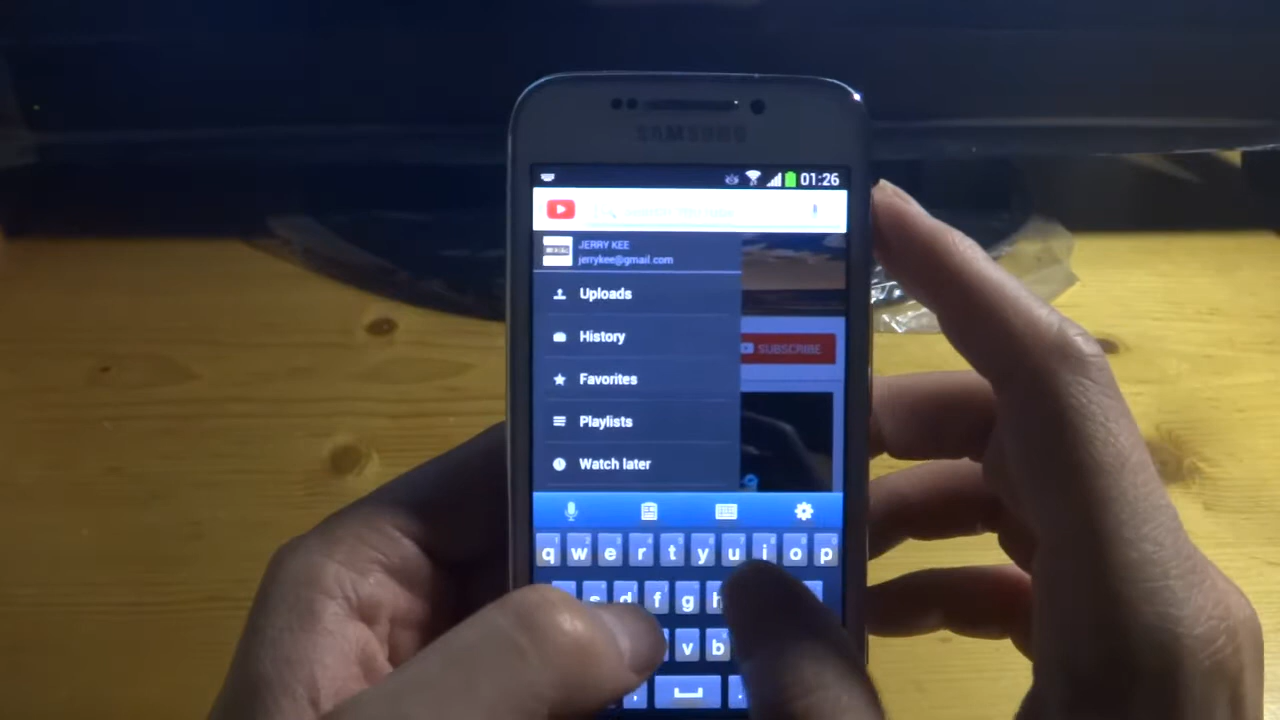 SAMSUNG
01:26
JERRY KEE
jerrykee@gmail.com
Uploads
History
SUBSCRIBE
Favorites
Playlists
Watch later
q w e r t y u i o p
s d f g h
v b